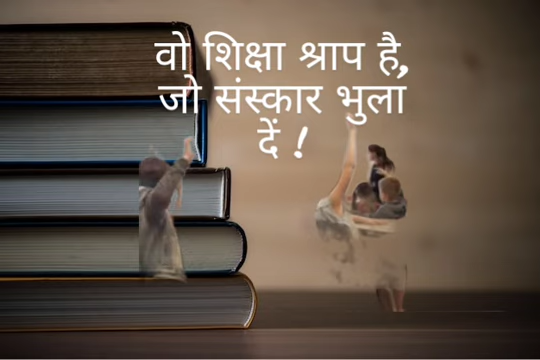 वो शिक्षा श्राप है,
जो संस्कार भुला
दें !